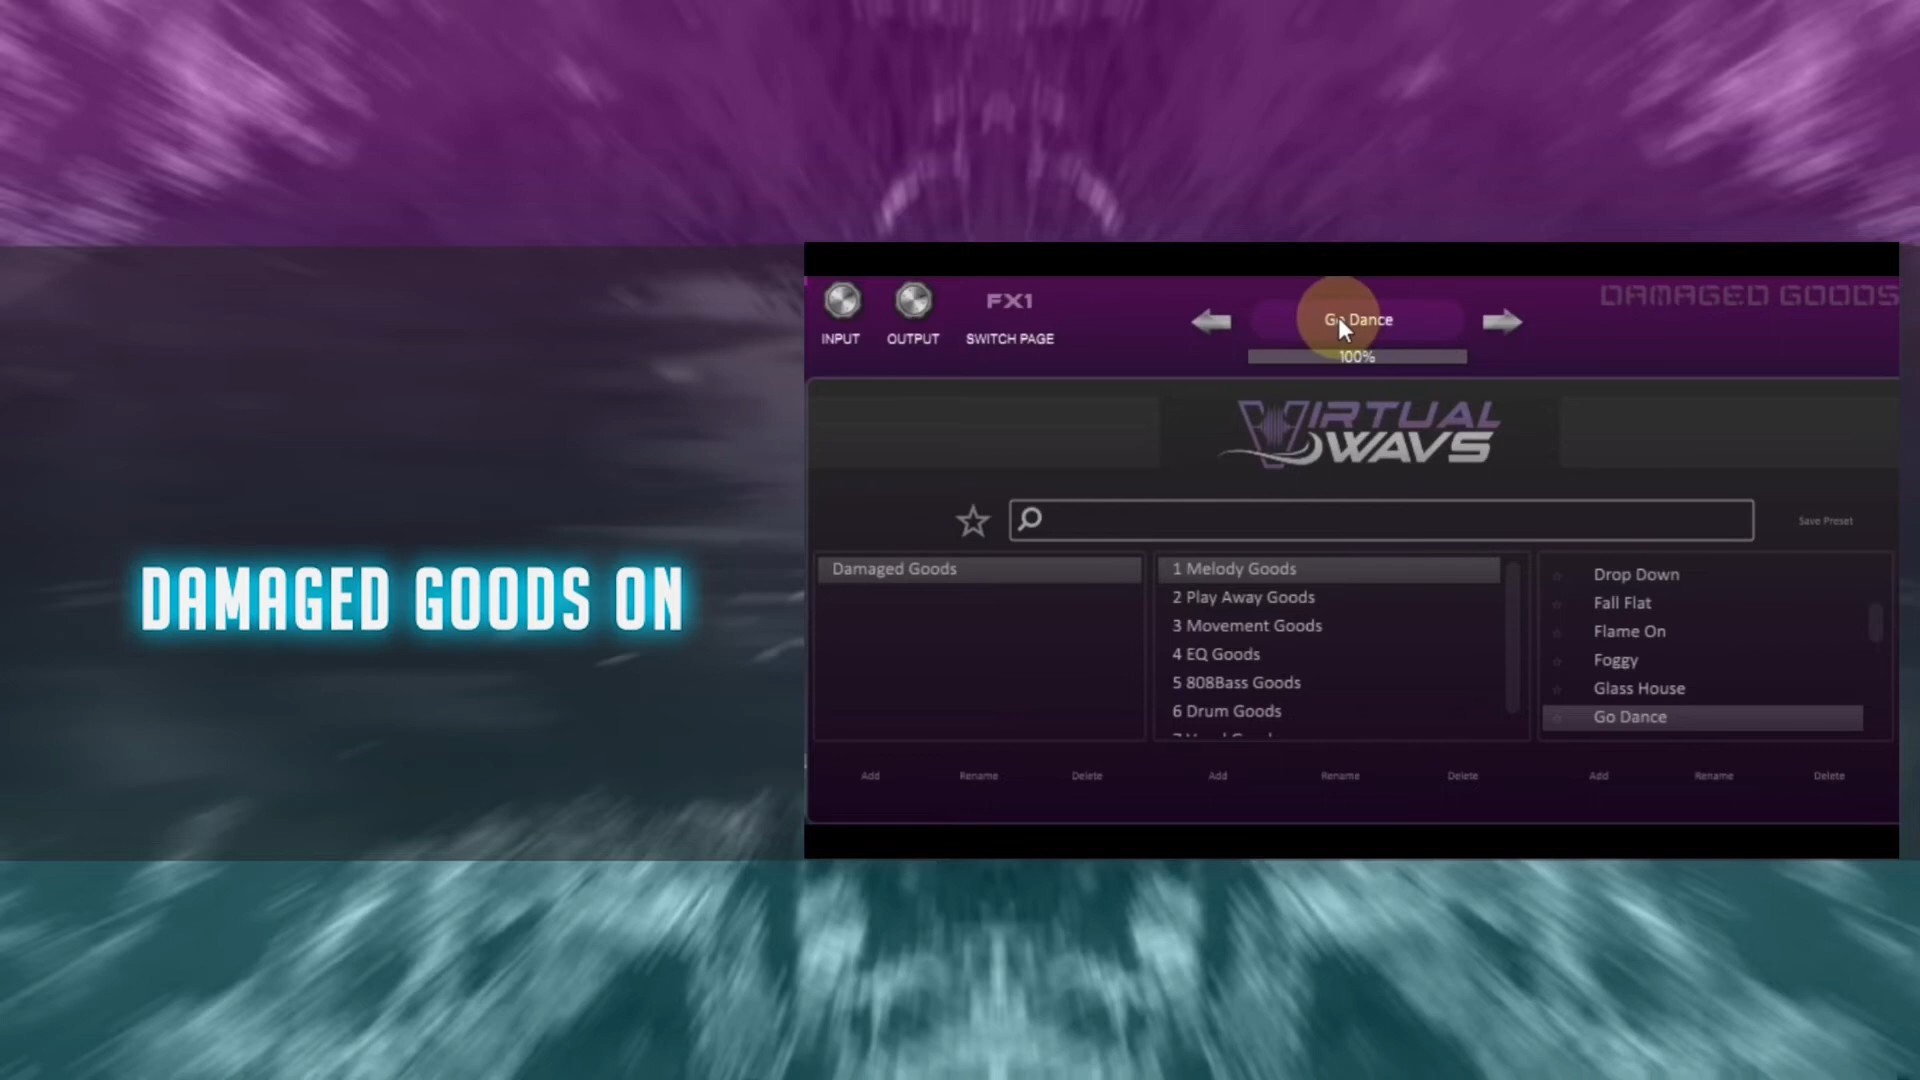 DAMAGED GOODS ON
FX1
INPUT
OUTPUT
SWITCH PAGE
Go Dance
100%
DAMAGED GOODS
VIRTUAL
WAVS
Save Preset
Damaged Goods
1 Melody Goods
2 Play Away Goods
3 Movement Goods
4 EQ Goods
5 808Bass Goods
6 Drum Goods
Drop Down
Fall Flat
Flame On
Foggy
Glass House
Go Dance
Add Rename Delete
Add Rename Delete
Add Rename Delete